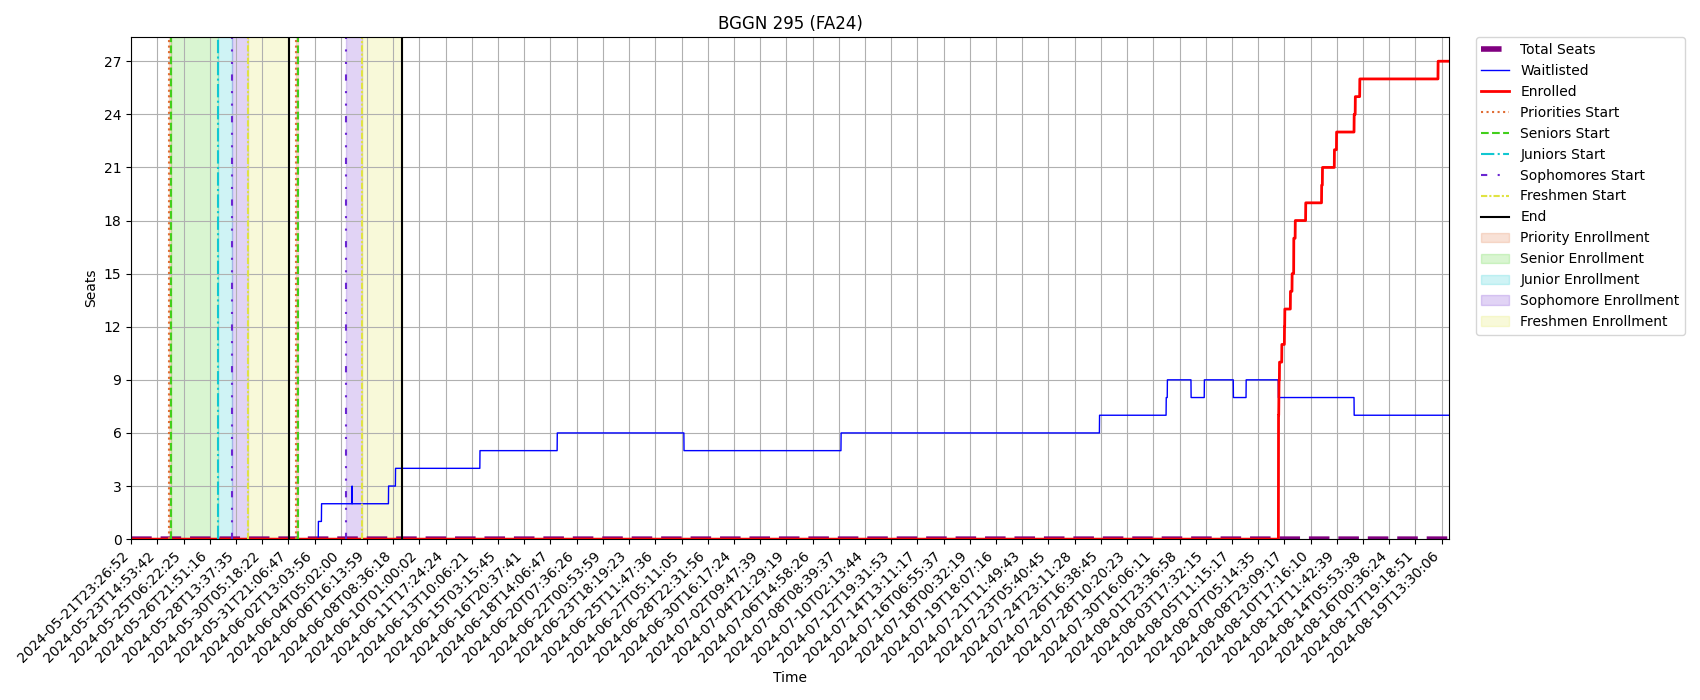 BGGN 295 (FA24)
Seats
27
24
21
18
15
12
9
6
3
0
2024-05-21T23:26:52
2024-05-23T14:53:42
2024-05-25T06:22:25
2024-05-26T21:51:16
2024-05-28T13:37:35
2024-05-30T05:18:22
2024-05-31T21:06:47
2024-06-02T13:03:56
2024-06-04T05:02:00
2024-06-06T16:13:59
2024-06-08T08:36:18
2024-06-10T01:00:02
2024-06-11T17:24:24
2024-06-13T10:06:21
2024-06-15T03:15:45
2024-06-16T20:37:41
2024-06-18T14:06:47
2024-06-20T07:36:26
2024-06-22T00:53:59
2024-06-23T18:19:23
2024-06-25T11:47:36
2024-06-27T05:11:05
2024-06-28T22:31:56
2024-06-30T16:17:24
2024-07-02T09:47:39
2024-07-04T21:29:19
2024-07-06T14:58:26
2024-07-08T08:39:37
2024-07-10T02:13:44
2024-07-12T19:31:53
2024-07-14T13:11:17
2024-07-16T06:55:37
2024-07-18T00:32:19
2024-07-19T18:07:16
2024-07-21T11:49:43
2024-07-23T05:40:45
2024-07-24T23:11:28
2024-07-26T16:38:45
2024-07-28T10:20:23
2024-07-30T16:06:11
2024-08-01T23:36:58
2024-08-03T17:32:15
2024-08-05T11:15:17
2024-08-07T05:14:35
2024-08-08T23:09:17
2024-08-10T17:16:10
2024-08-12T11:42:39
2024-08-14T05:53:38
2024-08-16T00:36:24
2024-08-17T19:18:51
2024-08-19T13:30:06
Time
Total Seats
Waitlisted
Enrolled
Priorities Start
Seniors Start
Juniors Start
Sophomores Start
Freshmen Start
End
Priority Enrollment
Senior Enrollment
Junior Enrollment
Sophomore Enrollment
Freshmen Enrollment